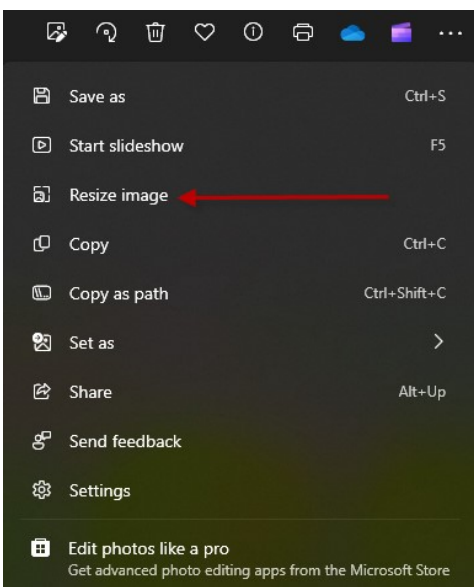 Save as Ctrl+S
Start slideshow F5
Resize image
Copy Ctrl+C
Copy as path Ctrl+Shift+C
Set as
Share Alt+Up
Send feedback
Settings
Edit photos like a pro
Get advanced photo editing apps from the Microsoft Store